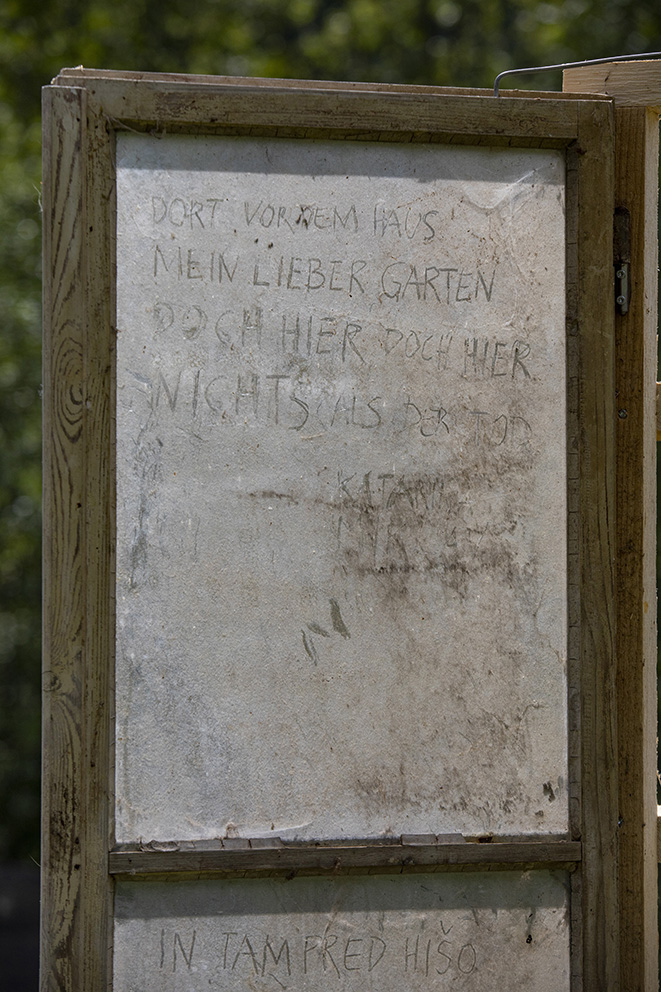 DORT VOR DEM HAUS
MEIN LIEBER GARTEN
DOCH HIER DOCH HIER
NICHTS ALS DER TOD
IN TAM PRED HIŠO